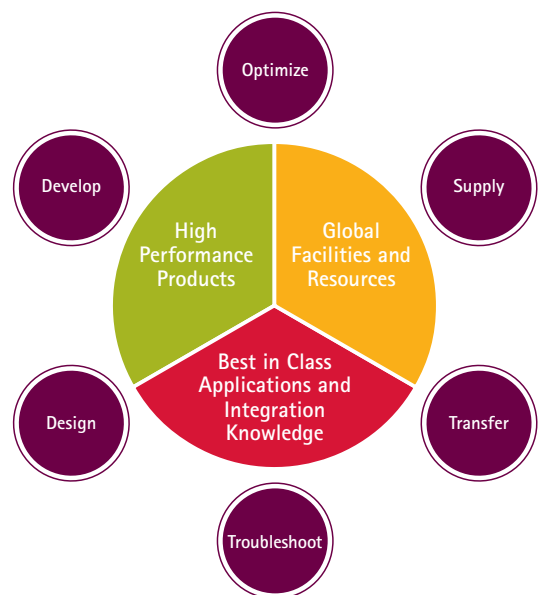 Optimize
Develop
Supply
High
Performance
Products
Global
Facilities and
Resources
Best in Class
Applications and
Integration
Knowledge
Design
Transfer
Troubleshoot